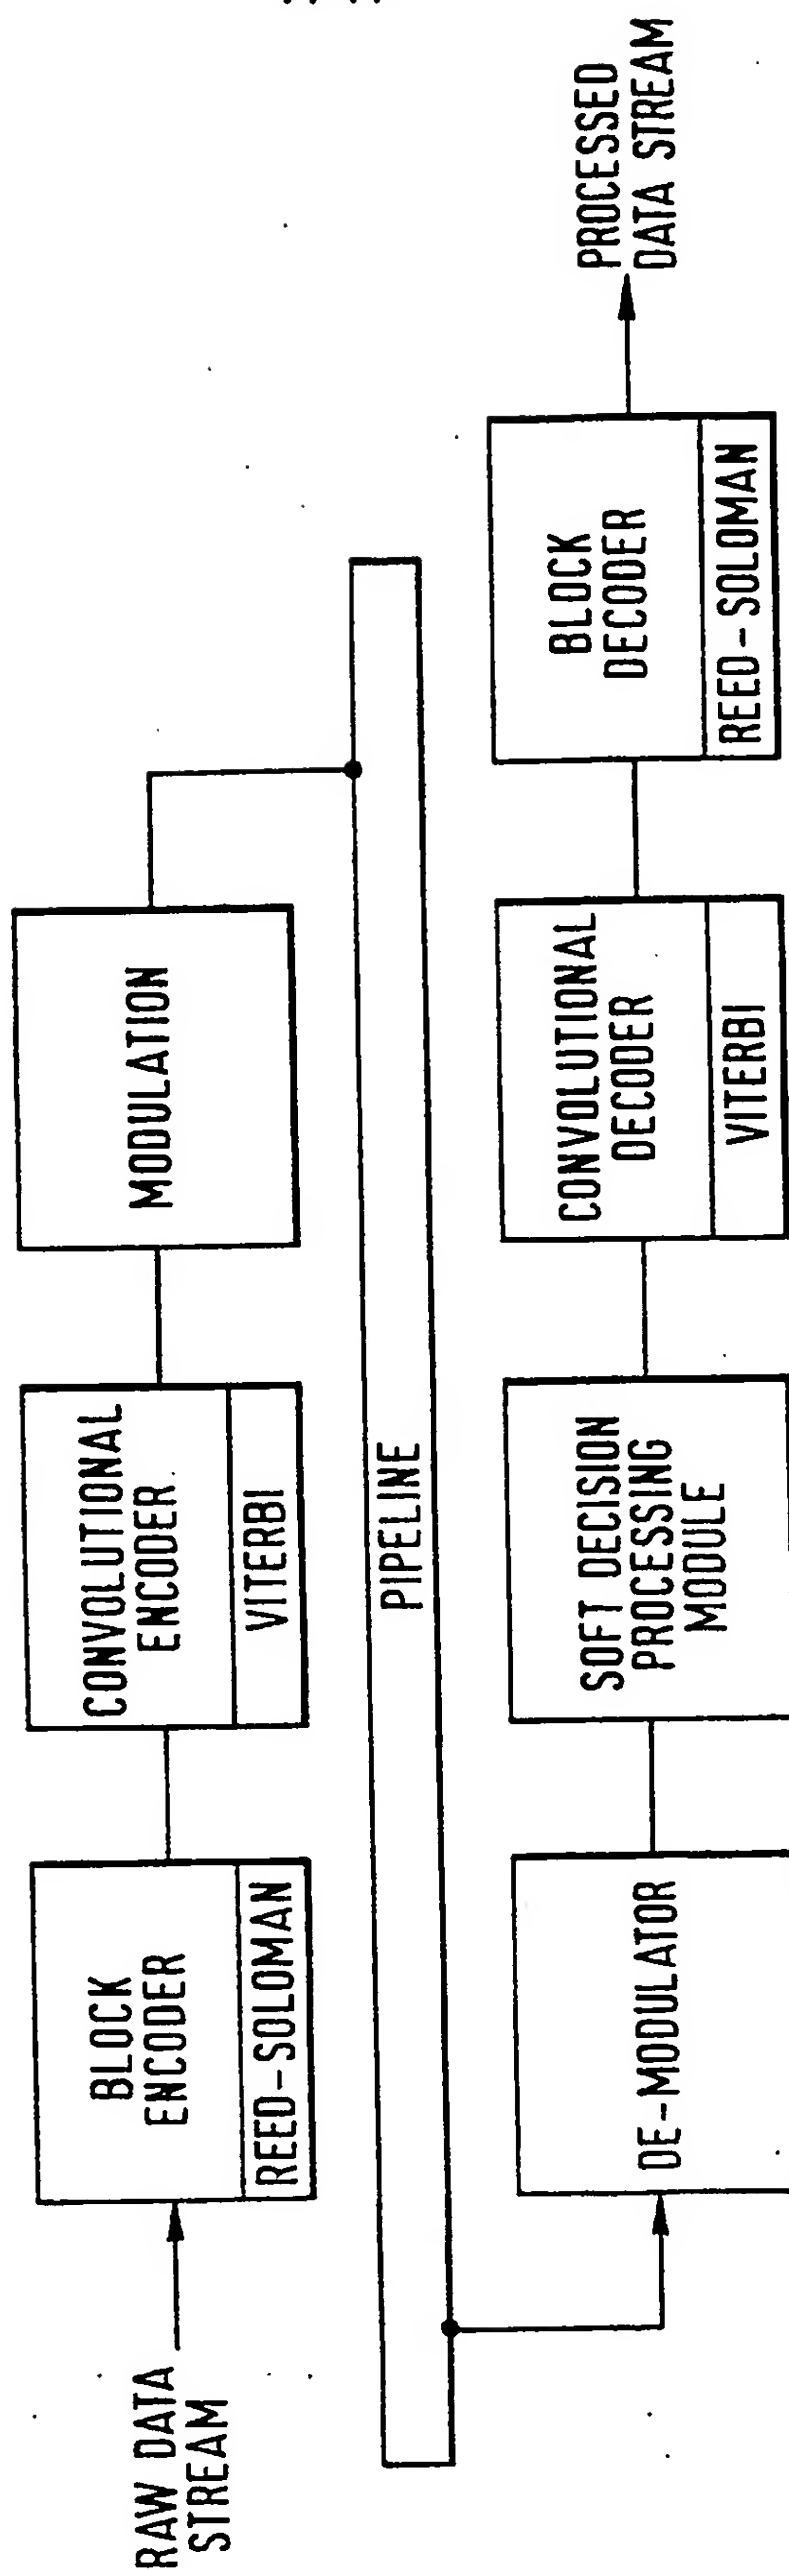 RAW DATA
STREAM
BLOCK
ENCODER
REED-SOLOMAN
CONVOLUTIONAL
ENCODER
VITERBI
MODULATION
PIPELINE
DE-MODULATOR
SOFT DECISION
PROCESSING
MODULE
CONVOLUTIONAL
DECODER
VITERBI
BLOCK
DECODER
REED-SOLOMAN
PROCESSED
DATA STREAM